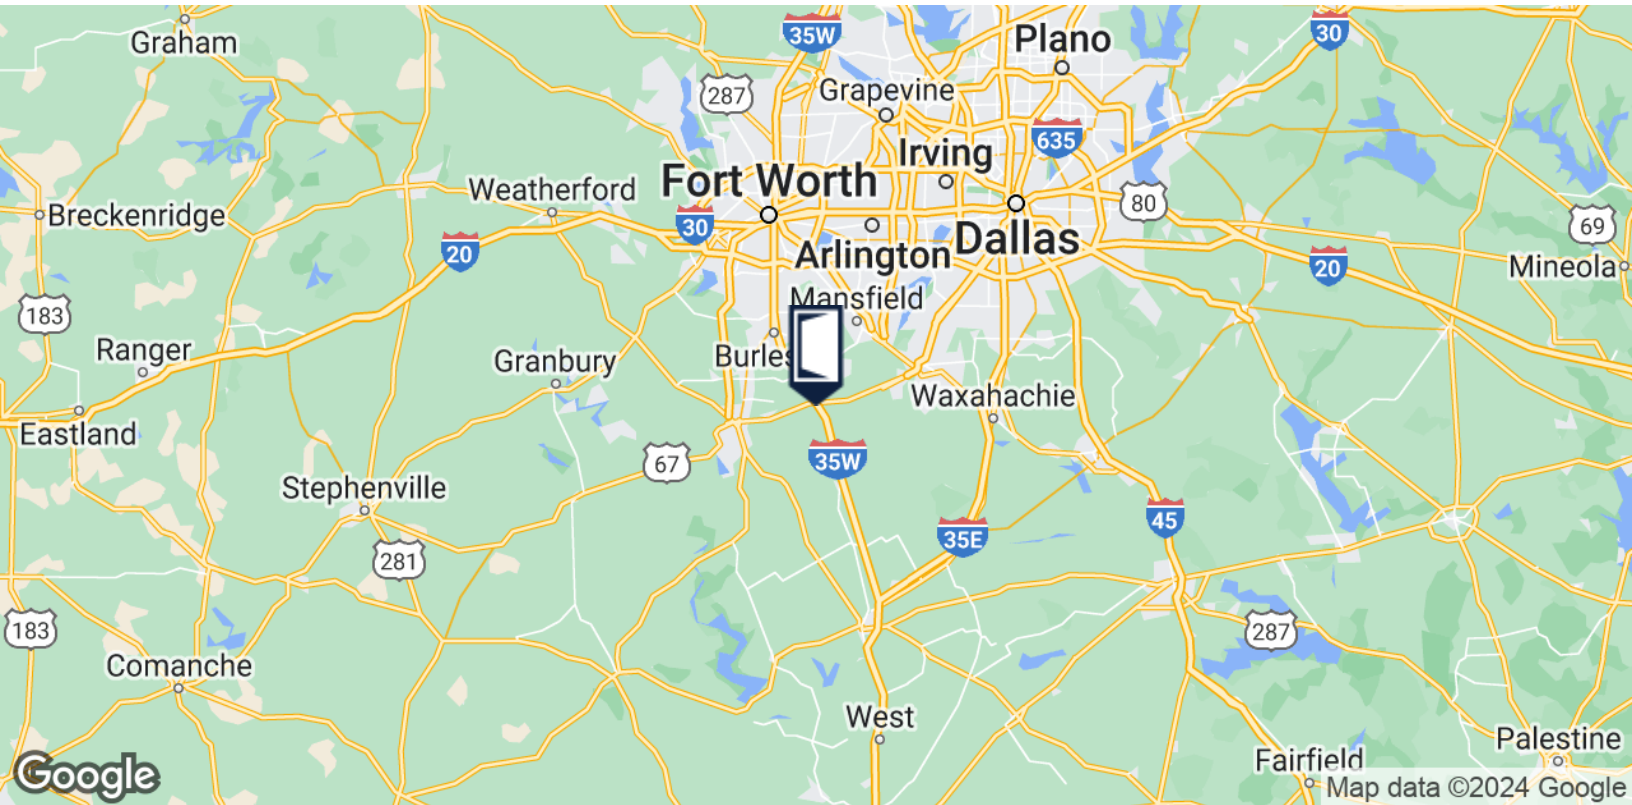 Graham
35W
Plano
30
287
Grapevine
635
Irving
Weatherford
Fort Worth
80
Breckenridge
30
69
20
Arlington
Dallas
20
Mineola
183
Mansfield
Ranger
Granbury
Burles
Waxahachie
Eastland
67
35W
Stephenville
45
35E
281
183
287
Comanche
West
Palestine
Fairfield
Google
Map data ©2024 Google